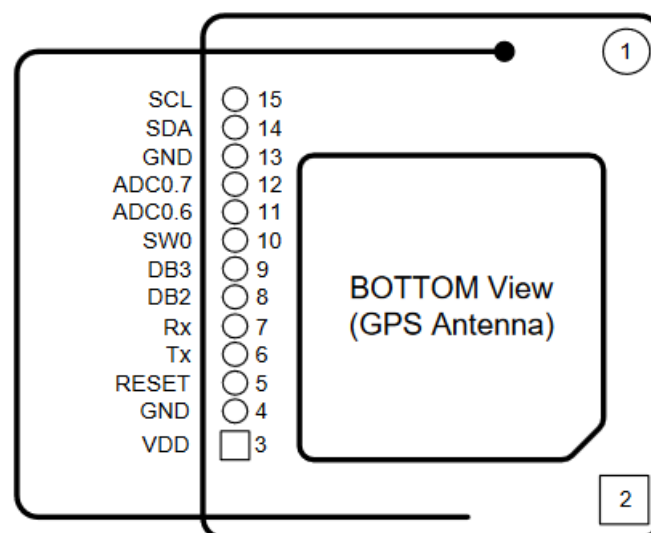 1
SCL 15
SDA 14
GND 13
ADC0.7 12
ADC0.6 11
SW0 10
DB3 9
DB2 8
Rx 7
Tx 6
RESET 5
GND 4
VDD 3
BOTTOM View
(GPS Antenna)
2